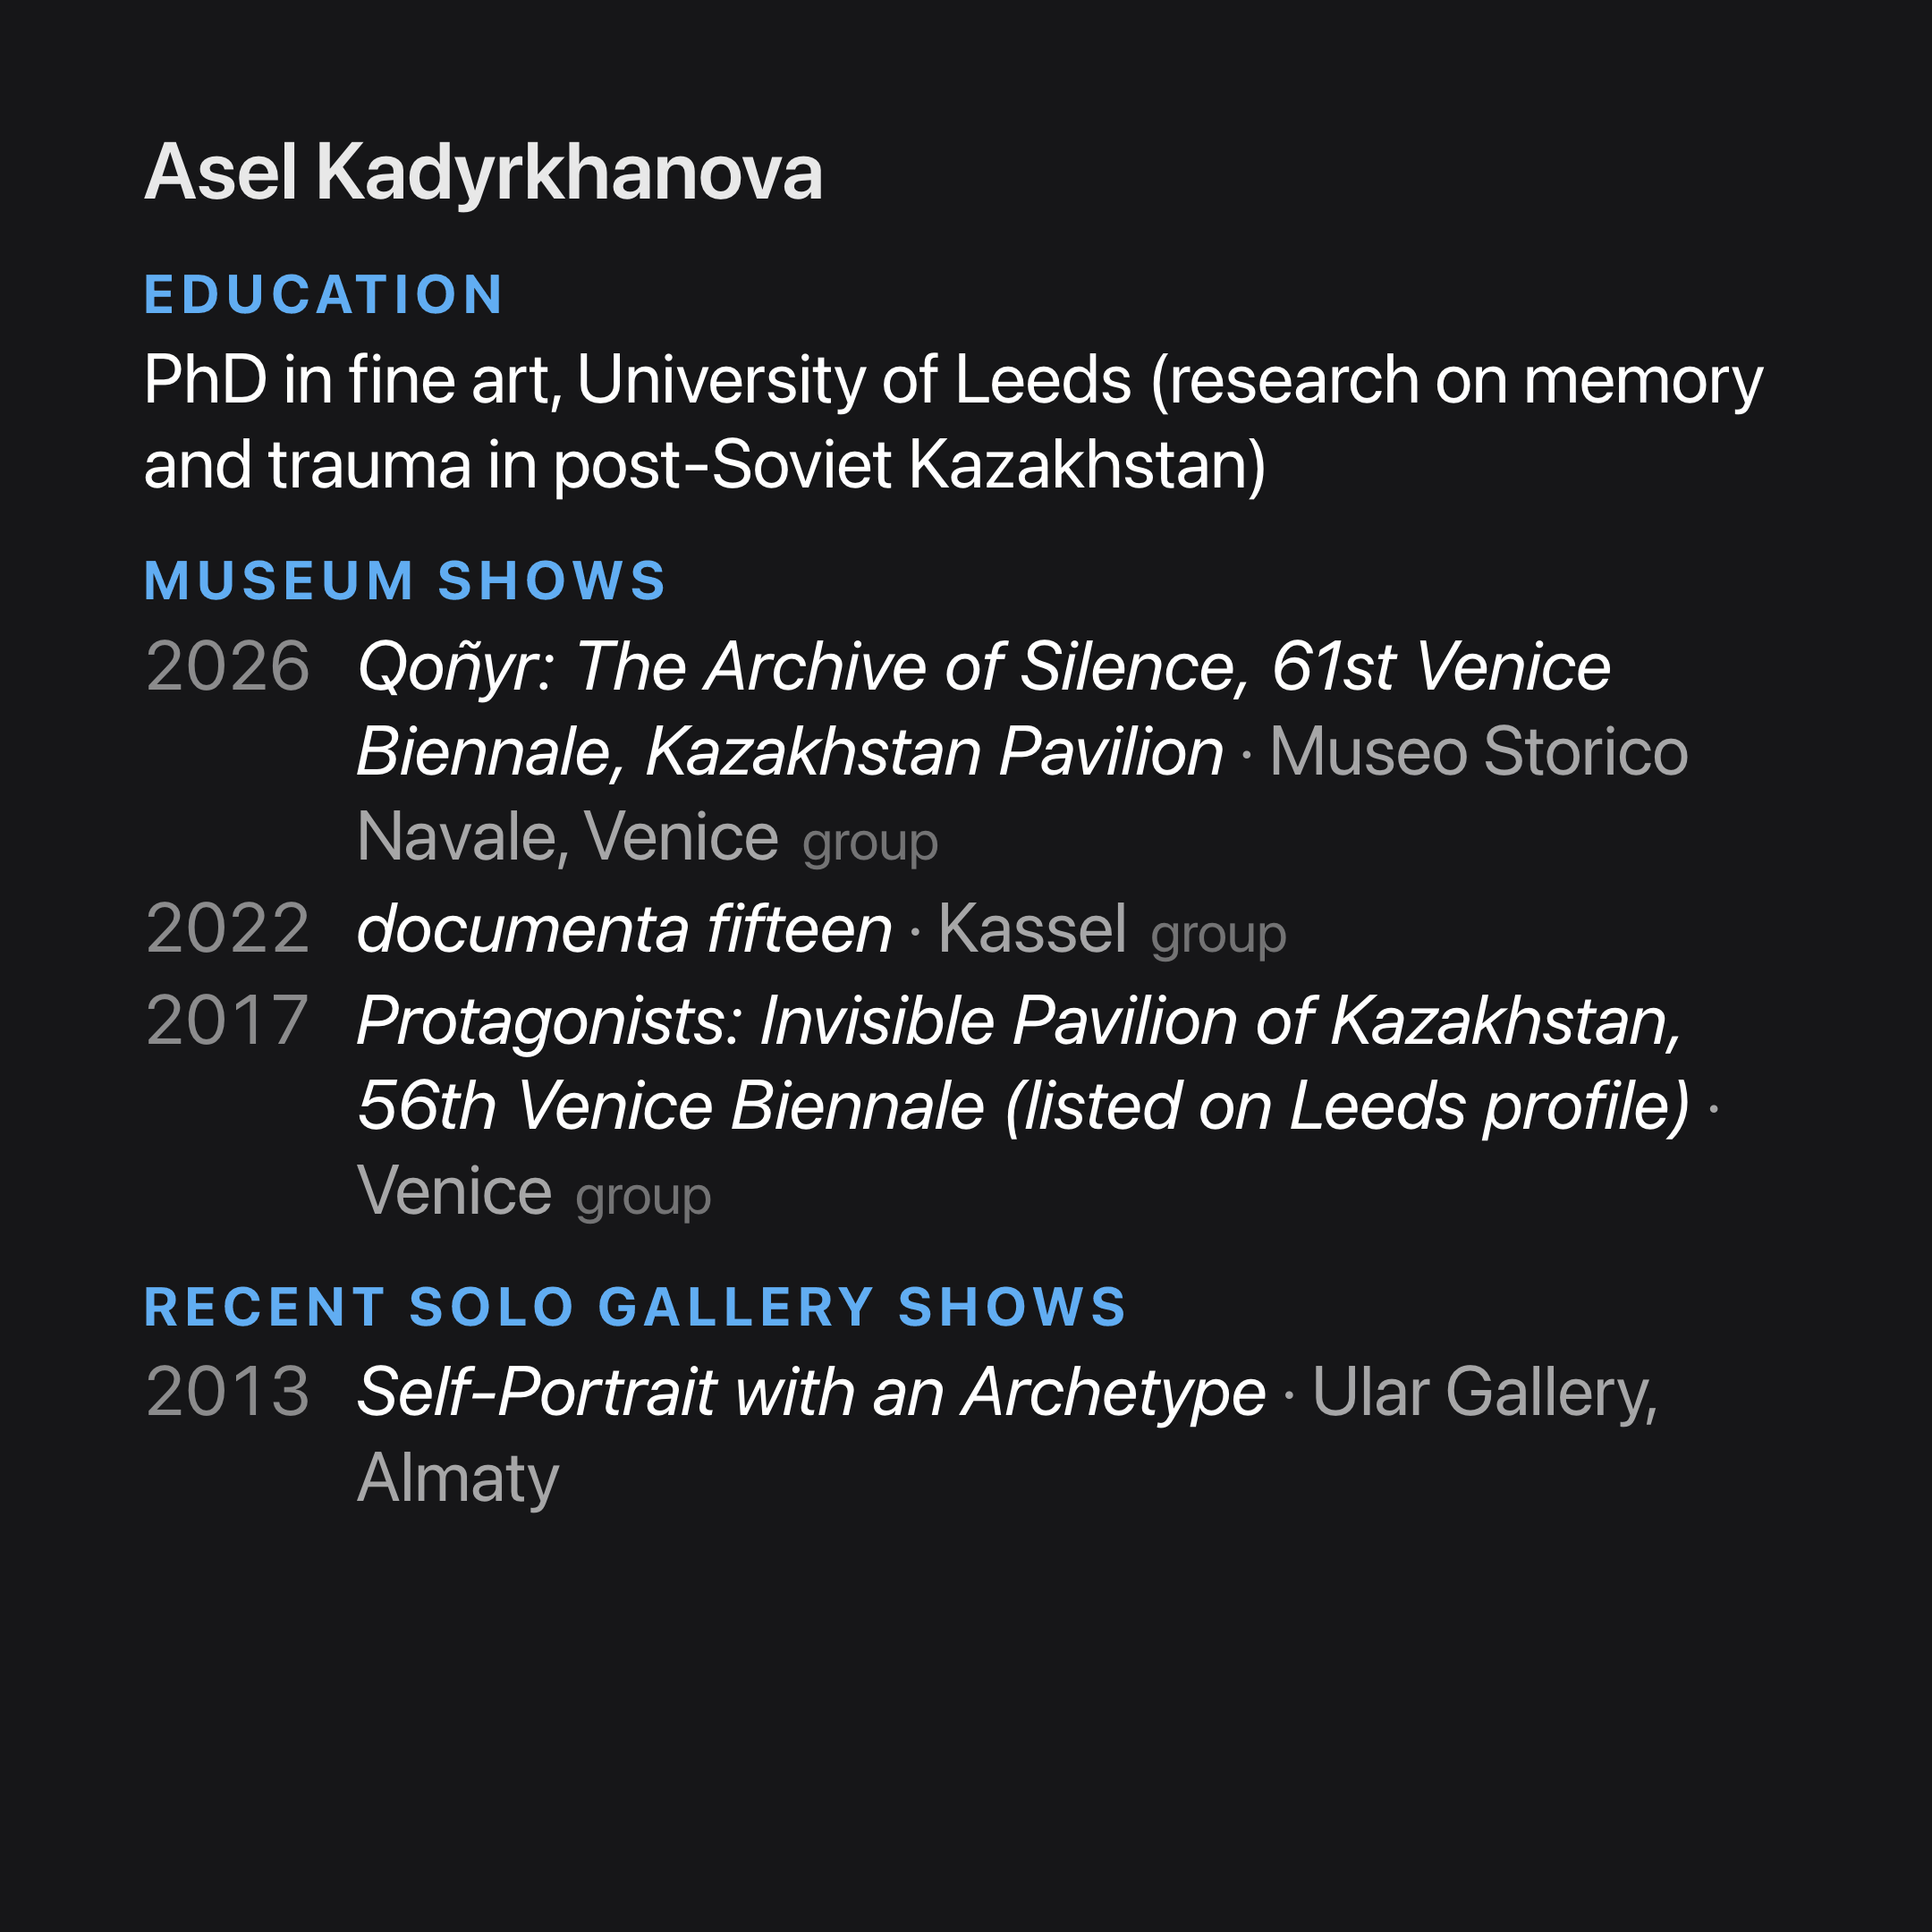 Asel Kadyrkhanova
EDUCATION
PhD in fine art, University of Leeds (research on memory
and trauma in post-Soviet Kazakhstan)
MUSEUM SHOWS
2026 Qoñyr: The Archive of Silence, 61st Venice
Biennale, Kazakhstan Pavilion · Museo Storico
Navale, Venice group
2022 documenta fifteen · Kassel group
2017 Protagonists: Invisible Pavilion of Kazakhstan,
56th Venice Biennale (listed on Leeds profile) ·
Venice group
RECENT SOLO GALLERY SHOWS
2013 Self-Portrait with an Archetype · Ular Gallery,
Almaty